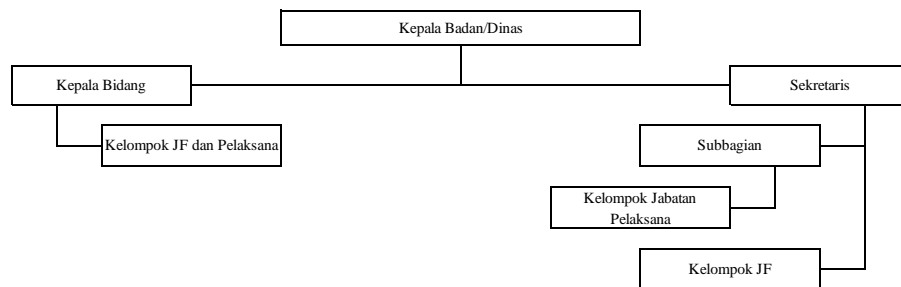 Kepala Badan/Dinas
Kepala Bidang
Sekretaris
Kelompok JF dan Pelaksana
Subbagian
Kelompok Jabatan
Pelaksana
Kelompok JF